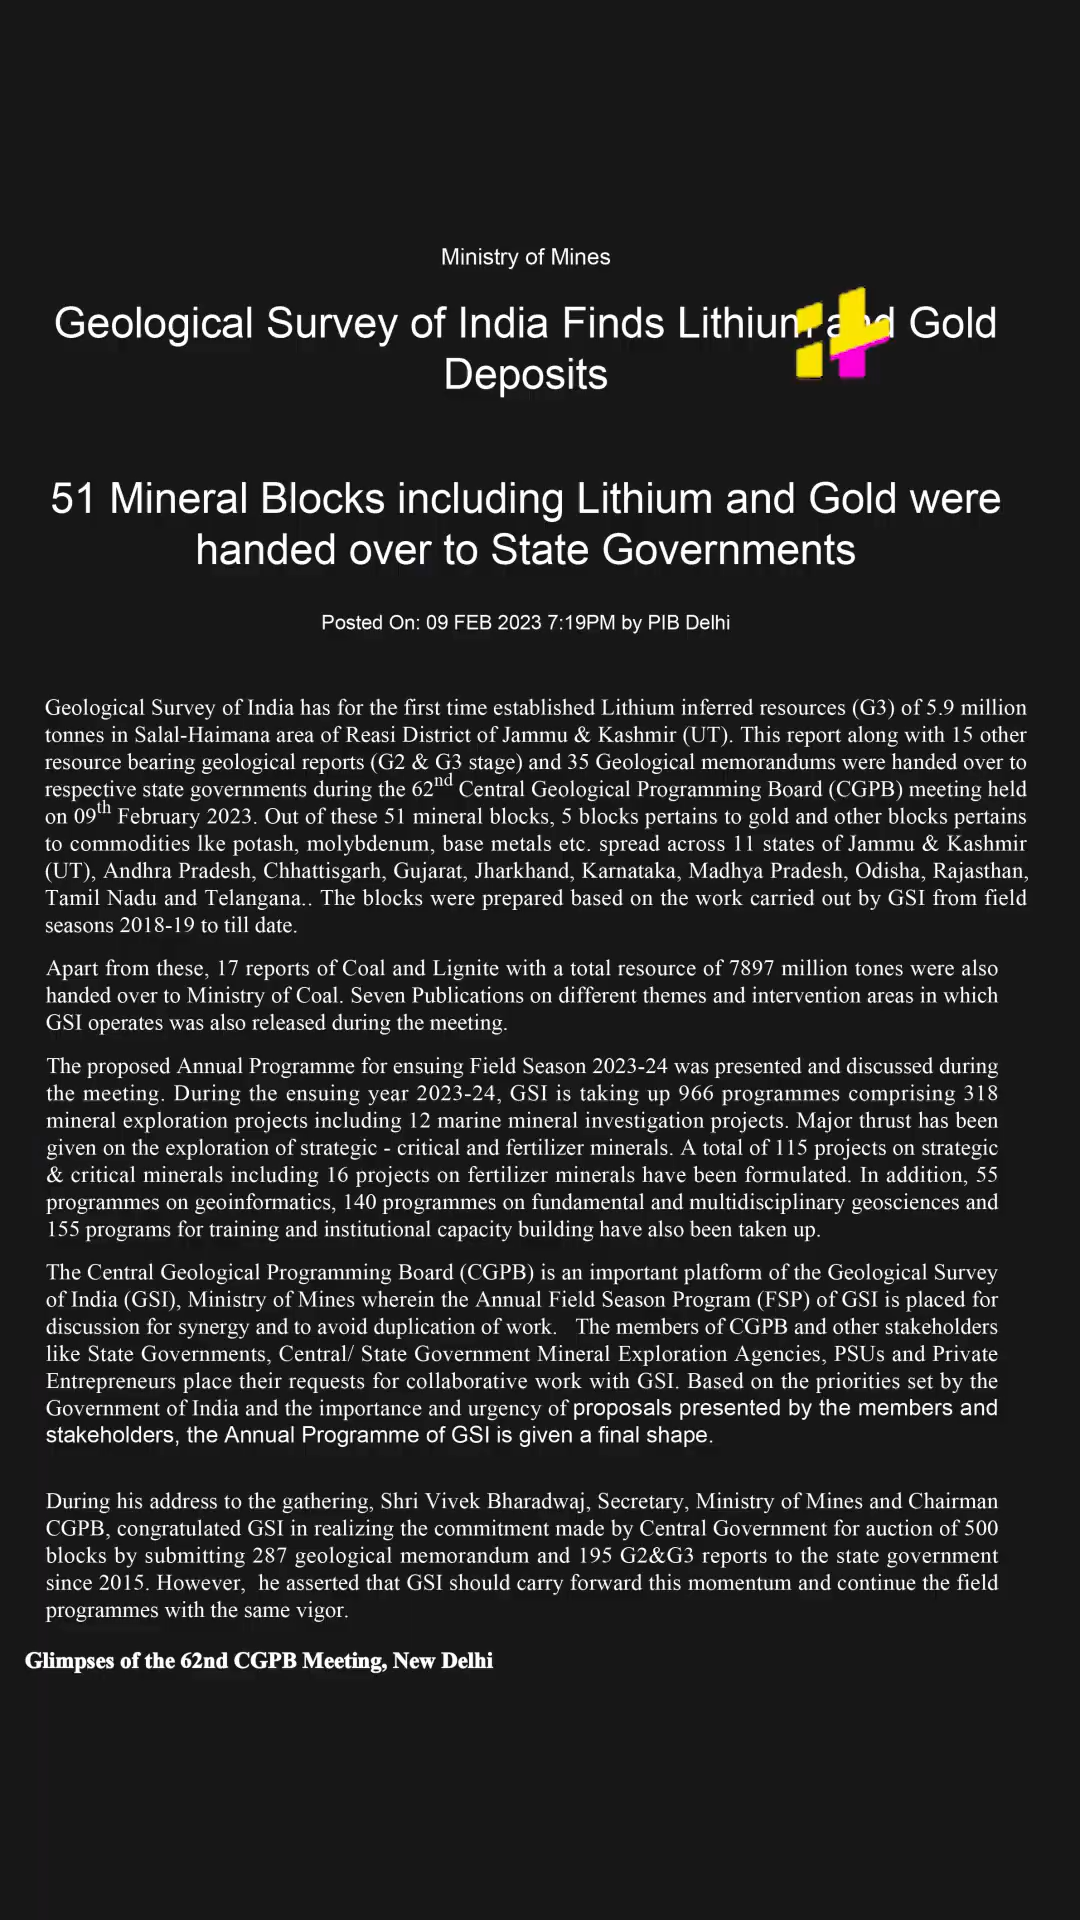 Ministry of Mines
Geological Survey of India Finds Lithium and Gold
Deposits
51 Mineral Blocks including Lithium and Gold were
handed over to State Governments
Posted On: 09 FEB 2023 7:19PM by PIB Delhi
Geological Survey of India has for the first time established Lithium inferred resources (G3) of 5.9 million
tonnes in Salal-Haimana area of Reasi District of Jammu & Kashmir (UT). This report along with 15 other
resource bearing geological reports (G2 & G3 stage) and 35 Geological memorandums were handed over to
respective state governments during the 62nd Central Geological Programming Board (CGPB) meeting held
on 09th February 2023. Out of these 51 mineral blocks, 5 blocks pertains to gold and other blocks pertains
to commodities lke potash, molybdenum, base metals etc. spread across 11 states of Jammu & Kashmir
(UT), Andhra Pradesh, Chhattisgarh, Gujarat, Jharkhand, Karnataka, Madhya Pradesh, Odisha, Rajasthan,
Tamil Nadu and Telangana.. The blocks were prepared based on the work carried out by GSI from field
seasons 2018-19 to till date.
Apart from these, 17 reports of Coal and Lignite with a total resource of 7897 million tones were also
handed over to Ministry of Coal. Seven Publications on different themes and intervention areas in which
GSI operates was also released during the meeting.
The proposed Annual Programme for ensuing Field Season 2023-24 was presented and discussed during
the meeting. During the ensuing year 2023-24, GSI is taking up 966 programmes comprising 318
mineral exploration projects including 12 marine mineral investigation projects. Major thrust has been
given on the exploration of strategic - critical and fertilizer minerals. A total of 115 projects on strategic
& critical minerals including 16 projects on fertilizer minerals have been formulated. In addition, 55
programmes on geoinformatics, 140 programmes on fundamental and multidisciplinary geosciences and
155 programs for training and institutional capacity building have also been taken up.
The Central Geological Programming Board (CGPB) is an important platform of the Geological Survey
of India (GSI), Ministry of Mines wherein the Annual Field Season Program (FSP) of GSI is placed for
discussion for synergy and to avoid duplication of work. The members of CGPB and other stakeholders
like State Governments, Central/ State Government Mineral Exploration Agencies, PSUs and Private
Entrepreneurs place their requests for collaborative work with GSI. Based on the priorities set by the
Government of India and the importance and urgency of proposals presented by the members and
stakeholders, the Annual Programme of GSI is given a final shape.
During his address to the gathering, Shri Vivek Bharadwaj, Secretary, Ministry of Mines and Chairman
CGPB, congratulated GSI in realizing the commitment made by Central Government for auction of 500
blocks by submitting 287 geological memorandum and 195 G2&G3 reports to the state government
since 2015. However, he asserted that GSI should carry forward this momentum and continue the field
programmes with the same vigor.
Glimpses of the 62nd CGPB Meeting, New Delhi